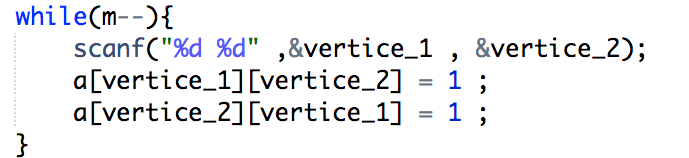 while(m--){
    scanf("%d %d" ,&vertice_1 , &vertice_2);
    a[vertice_1][vertice_2] = 1 ;
    a[vertice_2][vertice_1] = 1 ;
}